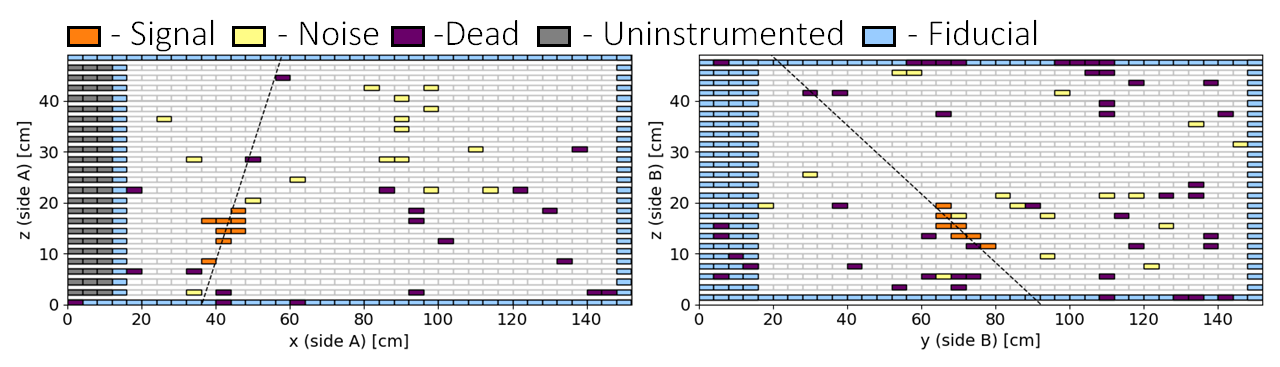 - Signal - Noise -Dead - Uninstrumented - Fiducial
z (side A) [cm]
40
30
20
10
0
0 20 40 60 80 100 120 140
x (side A) [cm]
z (side B) [cm]
40
30
20
10
0
0 20 40 60 80 100 120 140
y (side B) [cm]